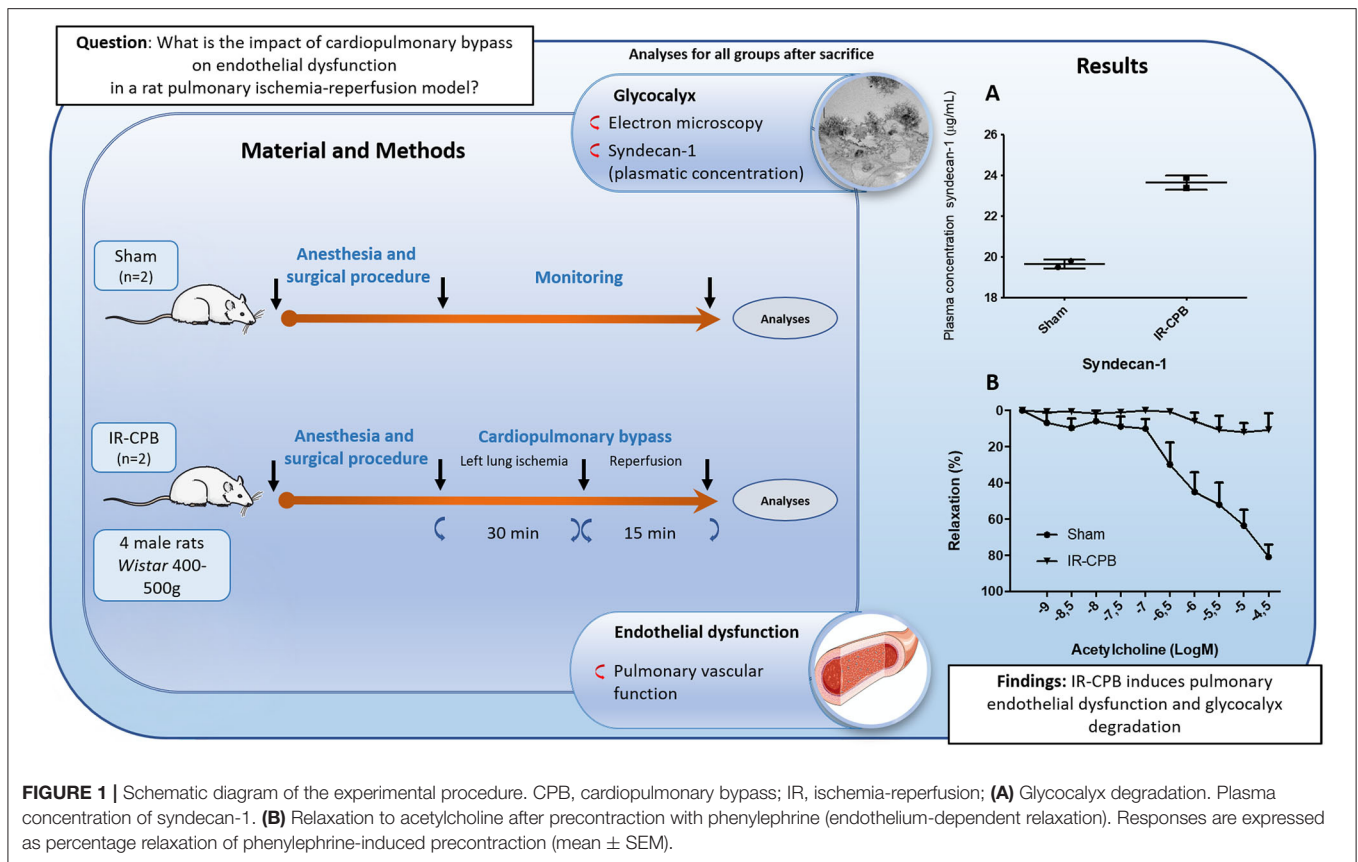 Question: What is the impact of cardiopulmonary bypass
on endothelial dysfunction
in a rat pulmonary ischemia-reperfusion model?
Analyses for all groups after sacrifice
Glycocalyx
Electron microscopy
Syndecan-1
(plasmatic concentration)
Material and Methods
Sham
(n=2)
Anesthesia and
surgical procedure
Monitoring
Analyses
IR-CPB
(n=2)
Anesthesia and
surgical procedure
Cardiopulmonary bypass
Left lung ischemia
Reperfusion
Analyses
30 min
15 min
4 male rats
Wistar 400-
500g
Endothelial dysfunction
Pulmonary vascular
function
Results
A
Plasma concentration syndecan-1 (µg/mL)
26
24
22
20
18
Sham
IR-CPB
Syndecan-1
B
Relaxation (%)
0
20
40
60
80
100
Sham
IR-CPB
-9
-8,5
-8
-7,5
-7
-6,5
-6
-5,5
-5
-4,5
Acetylcholine (LogM)
Findings: IR-CPB induces pulmonary
endothelial dysfunction and glycocalyx
degradation
FIGURE 1 | Schematic diagram of the experimental procedure. CPB, cardiopulmonary bypass; IR, ischemia-reperfusion; (A) Glycocalyx degradation. Plasma
concentration of syndecan-1. (B) Relaxation to acetylcholine after precontraction with phenylephrine (endothelium-dependent relaxation). Responses are expressed
as percentage relaxation of phenylephrine-induced precontraction (mean ± SEM).